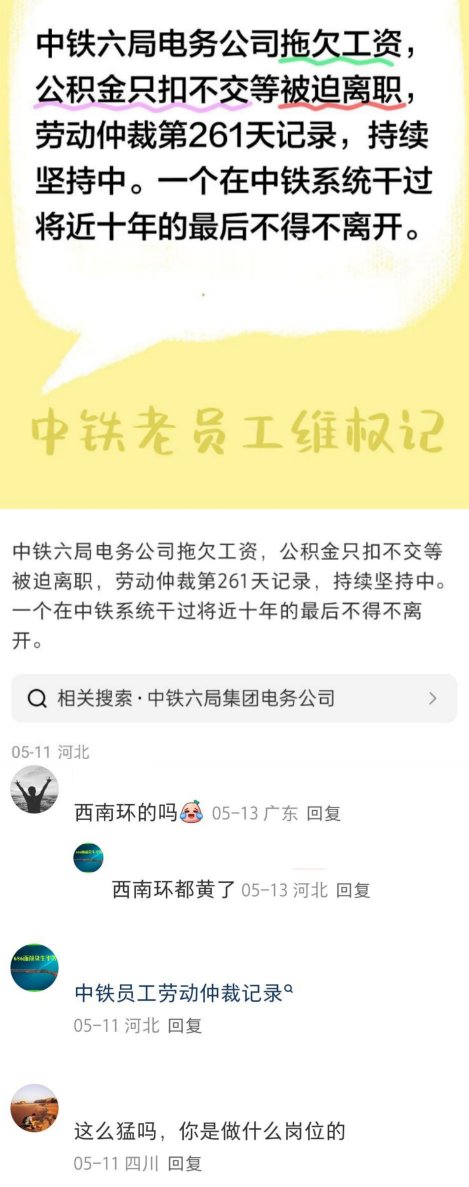 中铁六局电务公司拖欠工资，
公积金只扣不交等被迫离职，
劳动仲裁第261天记录，持续
坚持中。一个在中铁系统干过
将近十年的最后不得不离开。
中铁老员工维权记
中铁六局电务公司拖欠工资，公积金只扣不交等
被迫离职，劳动仲裁第261天记录，持续坚持中。
一个在中铁系统干过将近十年的最后不得不离
开。
相关搜索·中铁六局集团电务公司
05-11 河北
西南环的吗 05-13 广东 回复
西南环都黄了 05-13 河北 回复
中铁员工劳动仲裁记录
05-11 河北 回复
这么猛吗，你是做什么岗位的
05-11 四川 回复